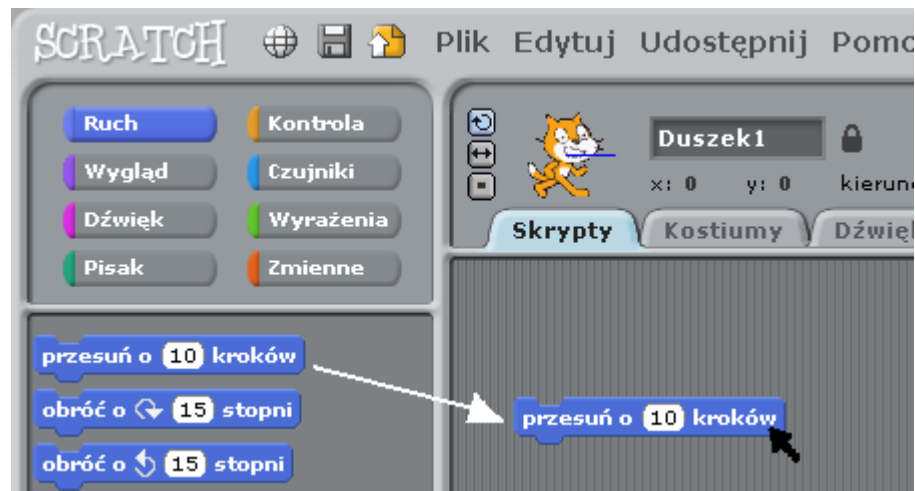 SCRATCH Plik Edytuj Udostępnij
Ruch Kontrola
Wygląd Czujniki
Dźwięk Wyrażenia
Pisak Zmienne
Duszek1
x: 0 y: 0
Skrypty Kostiumy
przesuń o 10 kroków
obróć o 15 stopni
obróć o 15 stopni
przesuń o 10 kroków